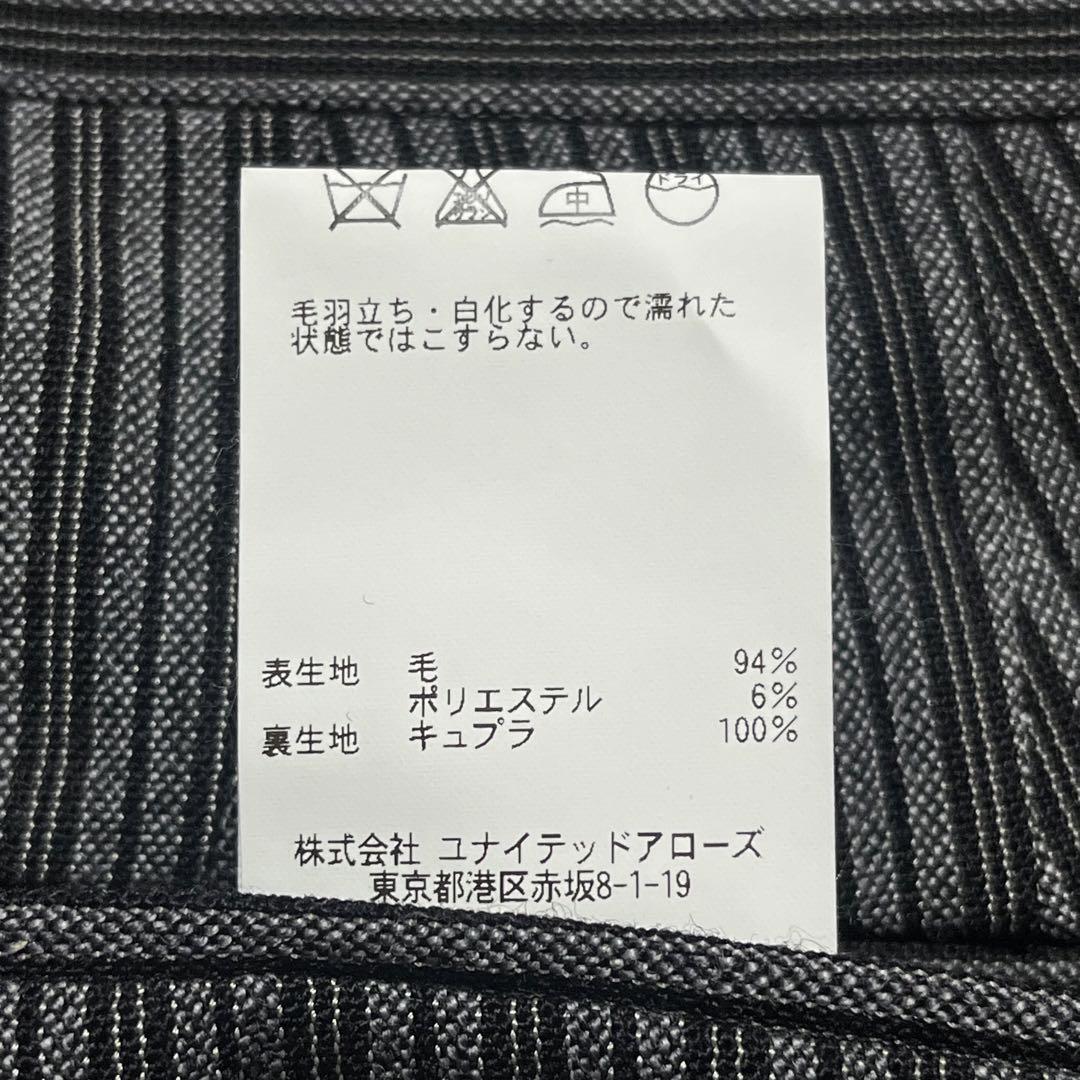 中 ドライ
毛羽立ち・白化するので濡れた
状態ではこすらない。
表生地 毛 94%
ポリエステル 6%
裏生地 キュプラ 100%
株式会社 ユナイテッドアローズ
東京都港区赤坂8-1-19